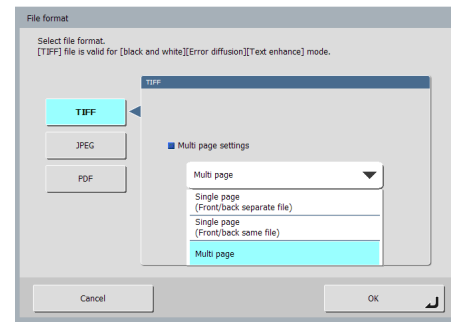 File format
Select file format.
[TIFF] file is valid for [black and white][Error diffusion][Text enhance] mode.
TIFF
TIFF
JPEG
PDF
Multi page settings
Multi page
Single page
(Front/back separate file)
Single page
(Front/back same file)
Multi page
Cancel
OK